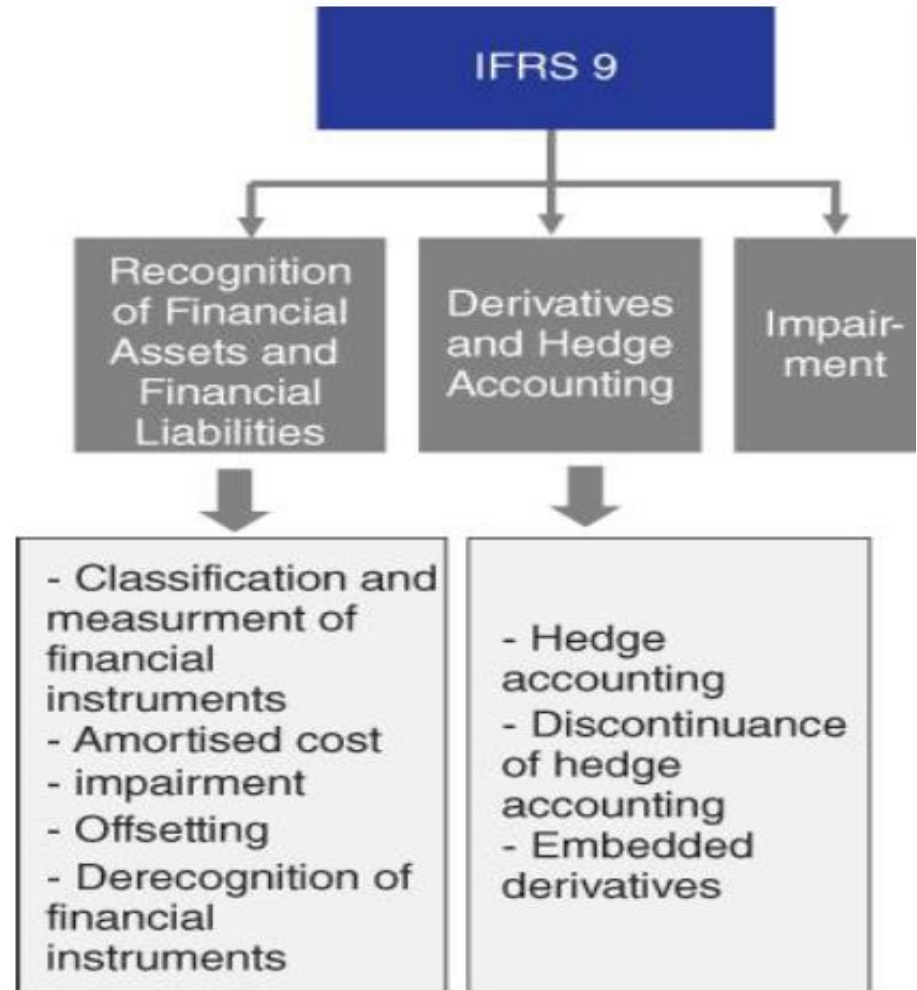 IFRS 9
Recognition
of Financial
Assets and
Financial
Liabilities
Derivatives
and Hedge
Accounting
Impair-
ment
- Classification and
measurment of
financial
instruments
- Amortised cost
- impairment
- Offsetting
- Derecognition of
financial
instruments
- Hedge
accounting
- Discontinuance
of hedge
accounting
- Embedded
derivatives